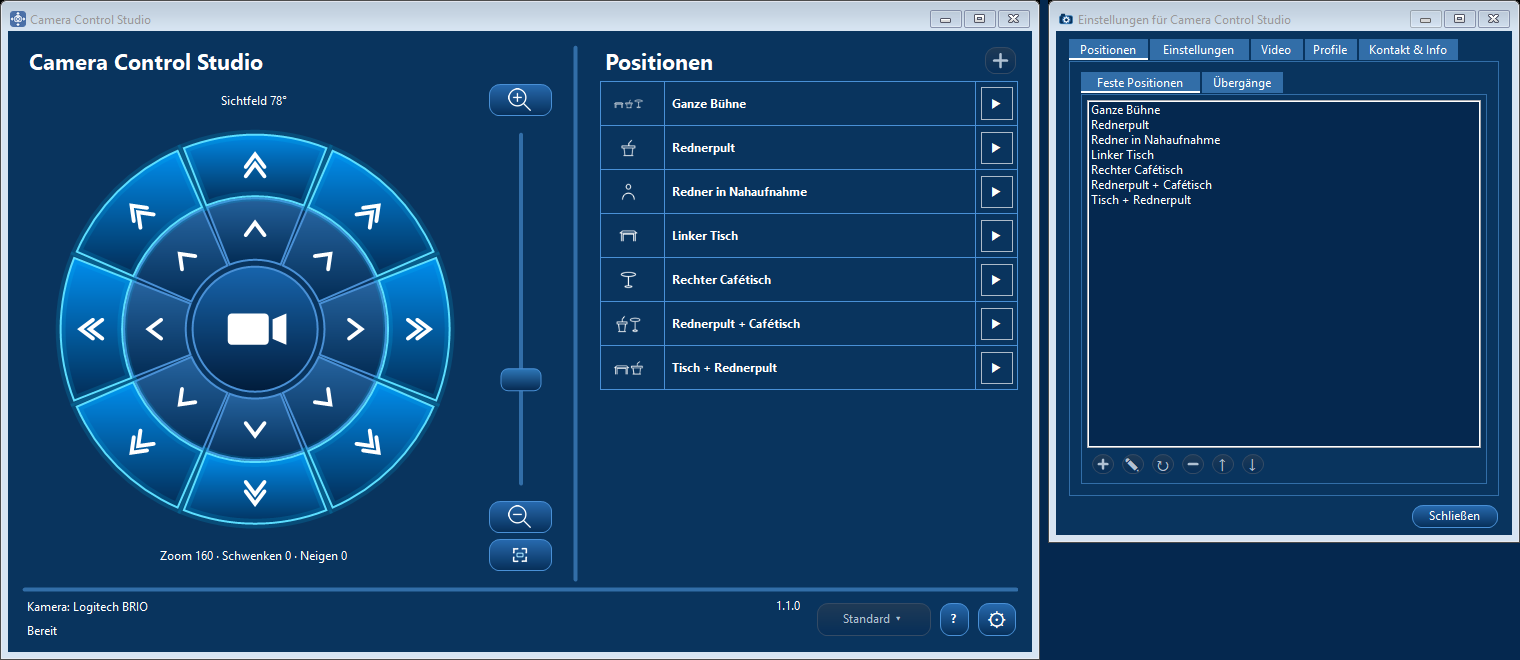 Camera Control Studio
Camera Control Studio
Sichtfeld 78°
Zoom 160 · Schwenken 0 · Neigen 0
Positionen
Ganze Bühne
Rednerpult
Redner in Nahaufnahme
Linker Tisch
Rechter Cafétisch
Rednerpult + Cafétisch
Tisch + Rednerpult
Kamera: Logitech BRIO
Bereit
1.1.0
Standard
?
Einstellungen für Camera Control Studio
Positionen Einstellungen Video Profile Kontakt & Info
Feste Positionen Übergänge
Ganze Bühne
Rednerpult
Redner in Nahaufnahme
Linker Tisch
Rechter Cafétisch
Rednerpult + Cafétisch
Tisch + Rednerpult
Schließen